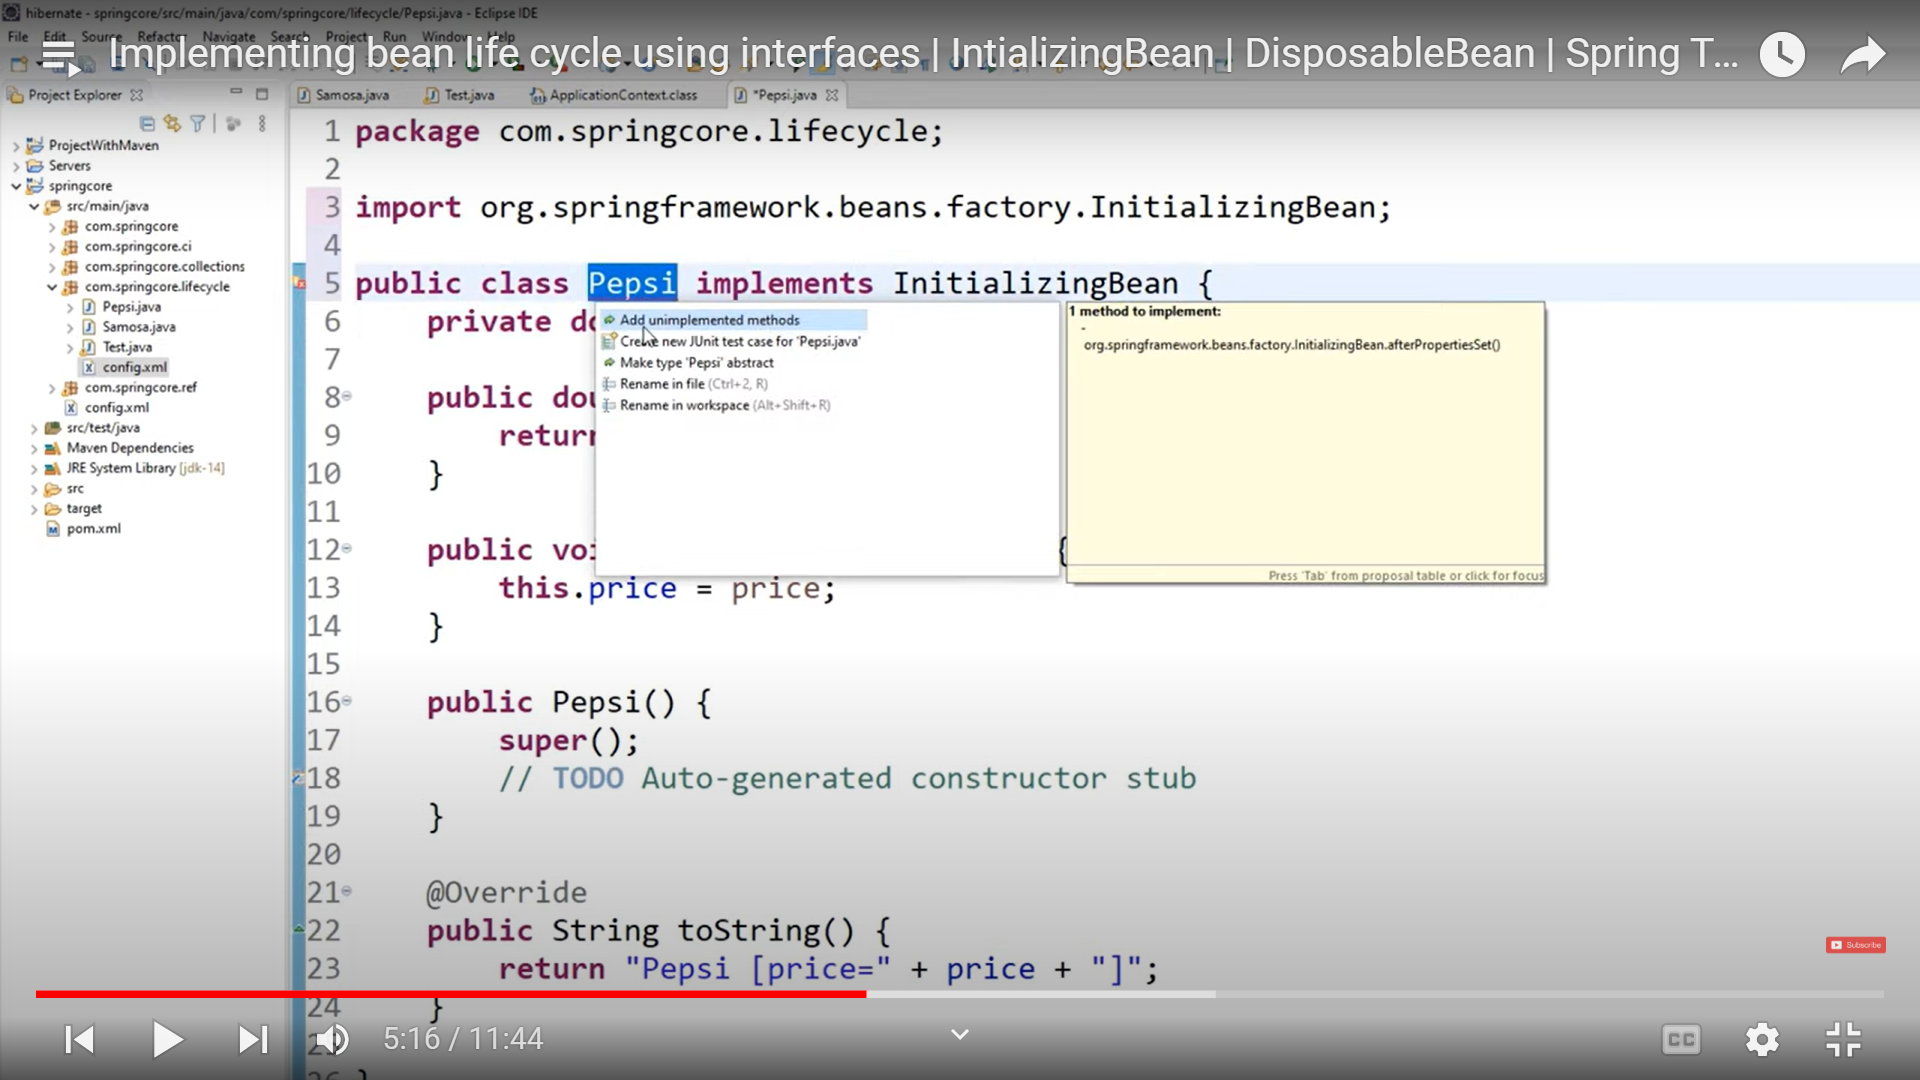 hibernate - springcore/src/main/java/com/springcore/lifecycle/Pepsi.java - Eclipse IDE
File Edit Source Refactor Navigate Search Project Run Window Help
Implementing bean life cycle using interfaces | IntializingBean | DisposableBean | Spring T...
Project Explorer
Samosa.java Test.java ApplicationContext.class *Pepsi.java
ProjectWithMaven
Servers
springcore
src/main/java
com.springcore
com.springcore.ci
com.springcore.collections
com.springcore.lifecycle
Pepsi.java
Samosa.java
Test.java
config.xml
com.springcore.ref
config.xml
src/test/java
Maven Dependencies
JRE System Library [jdk-14]
src
target
pom.xml
1 package com.springcore.lifecycle;
2
3 import org.springframework.beans.factory.InitializingBean;
4
5 public class Pepsi implements InitializingBean {
6 private do
7
8 public dou
9 return
10 }
11
12 public voi {
13 this.price = price;
14 }
15
16 public Pepsi() {
17 super();
18 // TODO Auto-generated constructor stub
19 }
20
21 @Override
22 public String toString() {
23 return "Pepsi [price=" + price + "]";
24 }
Add unimplemented methods
Create new JUnit test case for 'Pepsi.java'
Make type 'Pepsi' abstract
Rename in file (Ctrl+2, R)
Rename in workspace (Alt+Shift+R)
1 method to implement:
-
org.springframework.beans.factory.InitializingBean.afterPropertiesSet()
Press 'Tab' from proposal table or click for focus
Subscribe
5:16 / 11:44
CC